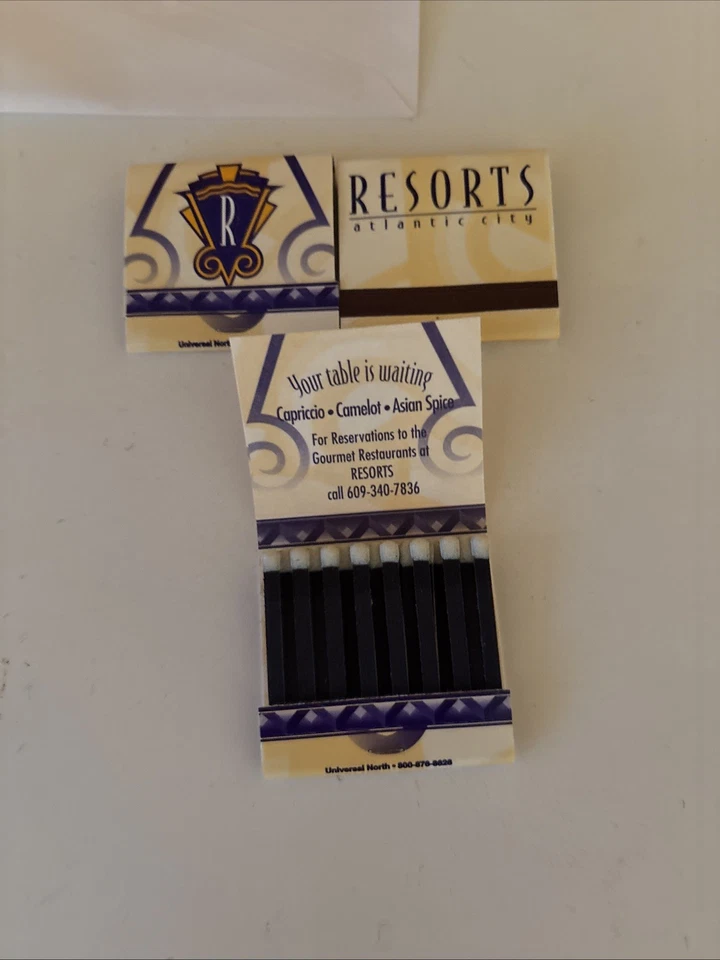 R
RESORTS
atlantic city
Universal North
Your table is waiting
Capriccio • Camelot • Asian Spice
For Reservations to the
Gourmet Restaurants at
RESORTS
call 609-340-7836
Universal North •